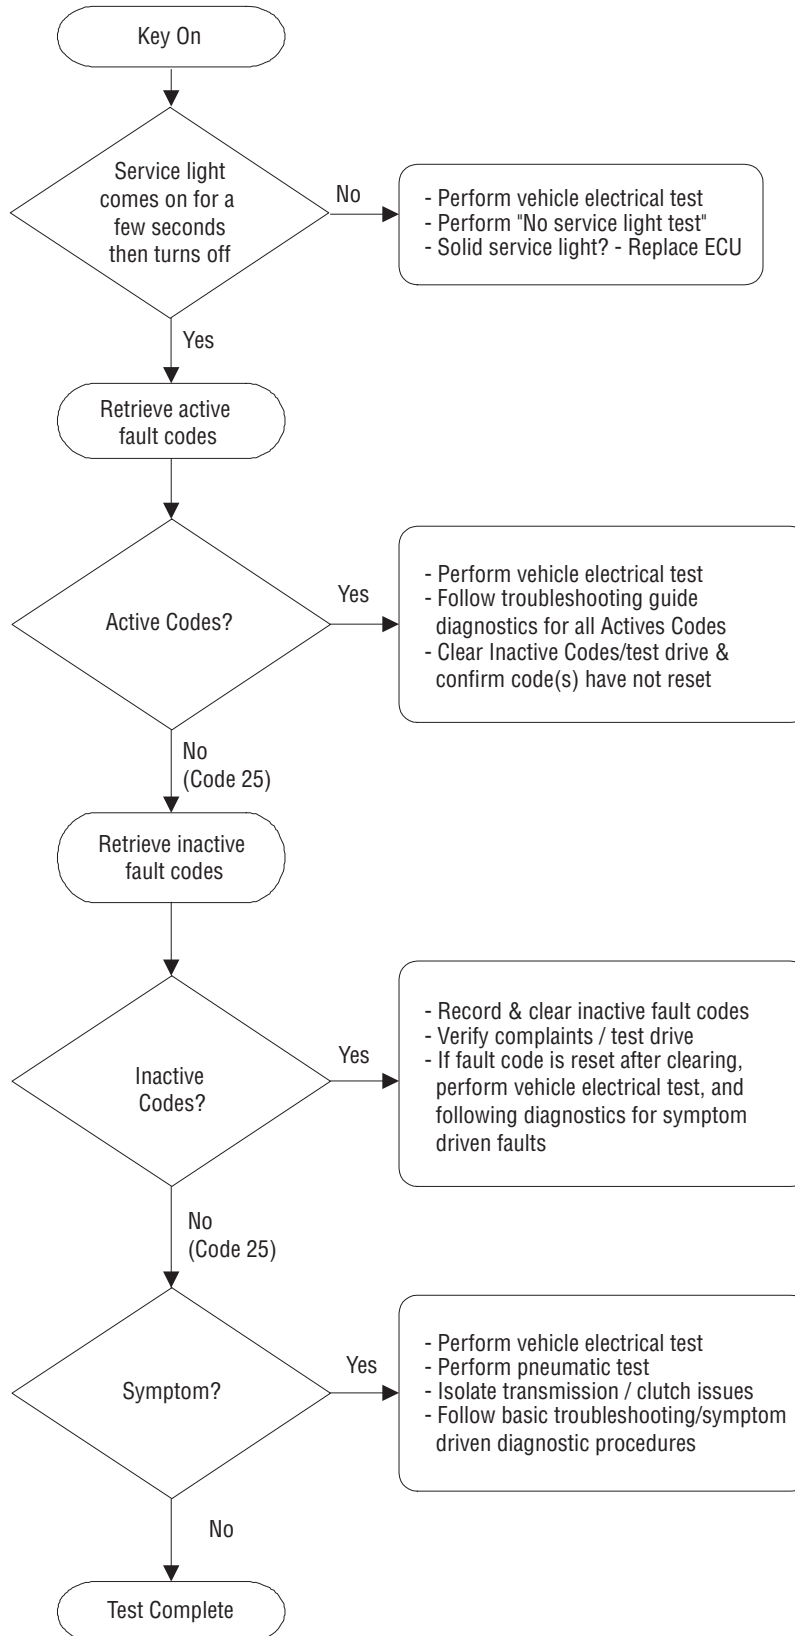 Key On
Service light
comes on for a
few seconds
then turns off
No
- Perform vehicle electrical test
- Perform "No service light test"
- Solid service light? - Replace ECU
Yes
Retrieve active
fault codes
Active Codes?
Yes
- Perform vehicle electrical test
- Follow troubleshooting guide
diagnostics for all Actives Codes
- Clear Inactive Codes/test drive &
confirm code(s) have not reset
No
(Code 25)
Retrieve inactive
fault codes
Inactive
Codes?
Yes
- Record & clear inactive fault codes
- Verify complaints / test drive
- If fault code is reset after clearing,
perform vehicle electrical test, and
following diagnostics for symptom
driven faults
No
(Code 25)
Symptom?
Yes
- Perform vehicle electrical test
- Perform pneumatic test
- Isolate transmission / clutch issues
- Follow basic troubleshooting/symptom
driven diagnostic procedures
No
Test Complete